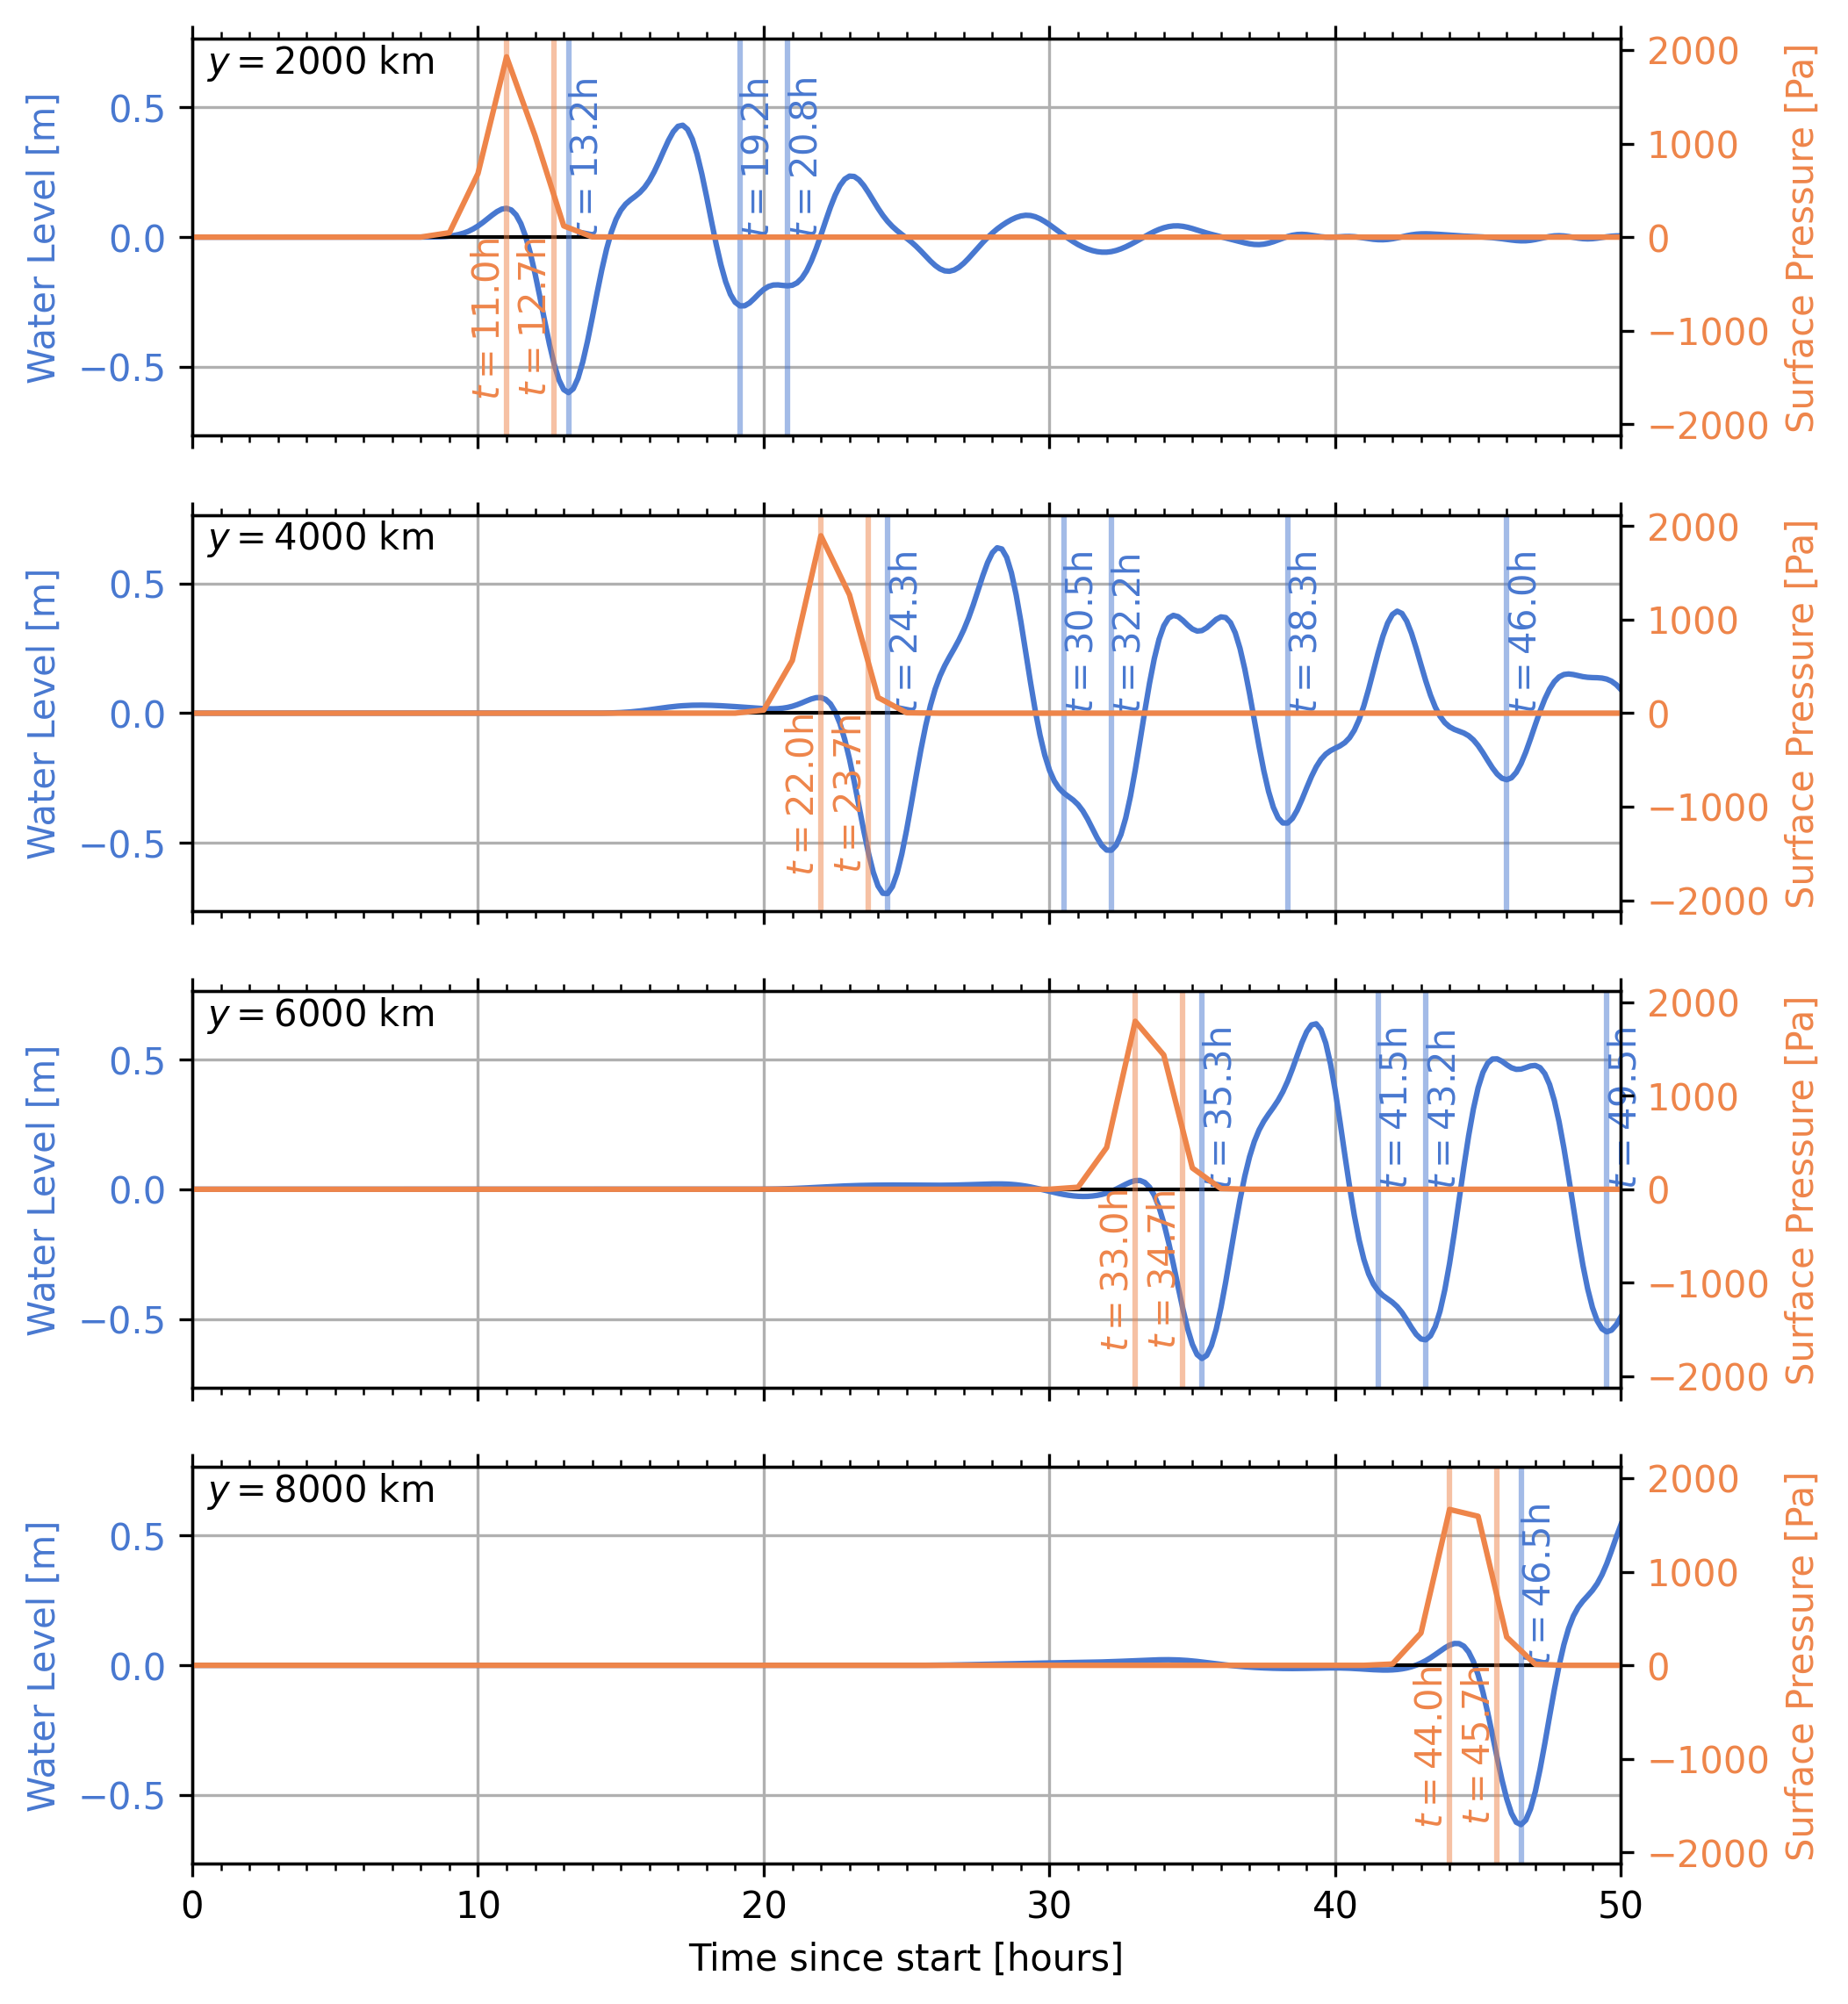 y = 2000 km
Water Level [m]
0.5
0.0
−0.5
t = 11.0h
t = 12.7h
t = 13.2h
t = 19.2h
t = 20.8h
2000
1000
0
−1000
−2000
Surface Pressure [Pa]
y = 4000 km
Water Level [m]
0.5
0.0
−0.5
t = 22.0h
t = 23.7h
t = 24.3h
t = 30.5h
t = 32.2h
t = 38.3h
t = 46.0h
2000
1000
0
−1000
−2000
Surface Pressure [Pa]
y = 6000 km
Water Level [m]
0.5
0.0
−0.5
t = 33.0h
t = 34.7h
t = 35.3h
t = 41.5h
t = 43.2h
t = 49.5h
2000
1000
0
−1000
−2000
Surface Pressure [Pa]
y = 8000 km
Water Level [m]
0.5
0.0
−0.5
t = 44.0h
t = 45.7h
t = 46.5h
2000
1000
0
−1000
−2000
Surface Pressure [Pa]
0 10 20 30 40 50
Time since start [hours]